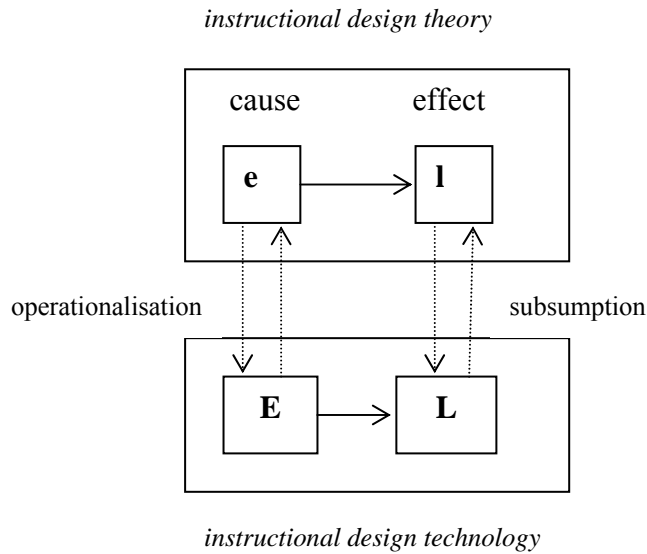 instructional design theory
cause effect
e l
operationalisation subsumption
E L
instructional design technology